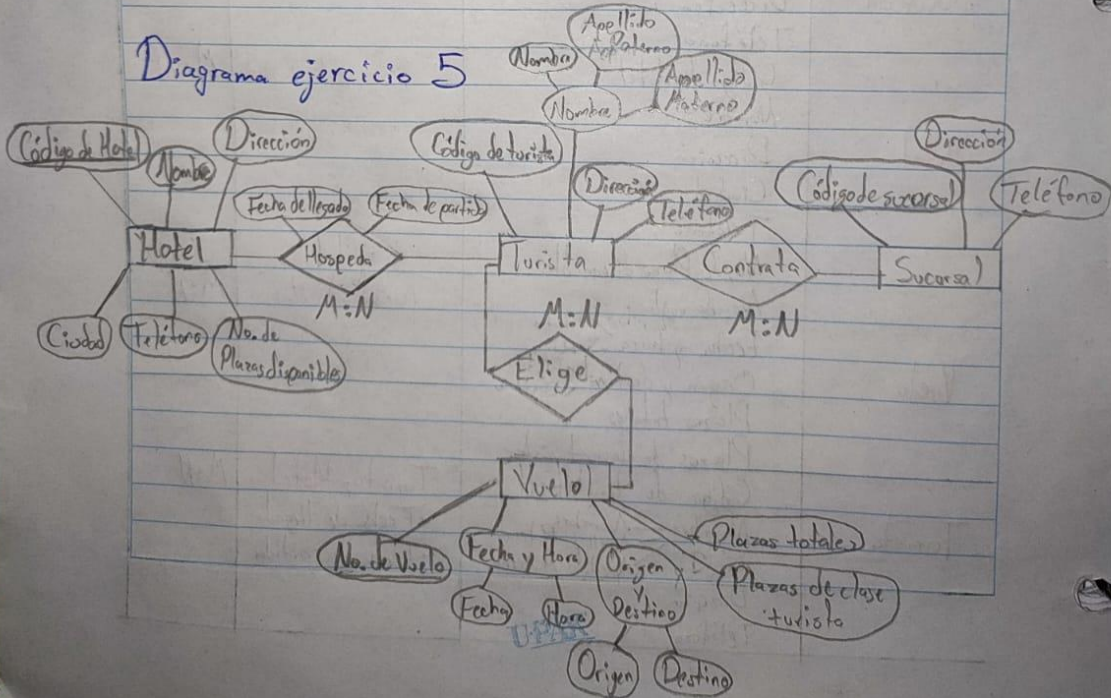 Diagrama ejercicio 5
Apellido
Paterno
Nombre
Apellido
Materno
Nombre
Código de Hotel
Nombre
Dirección
Código de turista
Dirección
Teléfono
Código de sucursal
Dirección
Teléfono
Fecha de llegada
Fecha de partida
Hotel
Hospeda
M:N
Turista
Contrata
M:N
Sucursal
Ciudad
Teléfono
No. de
Plazas disponibles
M:N
Elige
Vuelo
No. de Vuelo
Fecha y Hora
Fecha
Hora
Origen
y
Destino
Origen
Destino
Plazas totales
Plazas de clase
turista